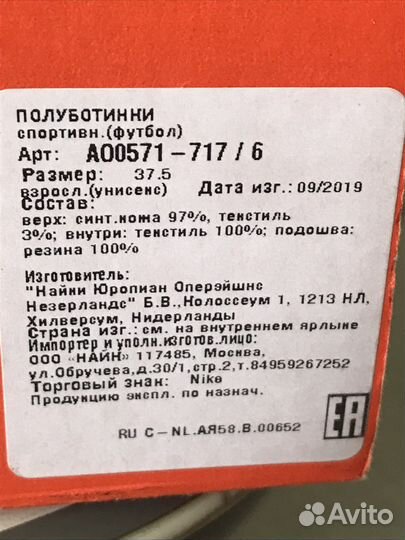 ПОЛУБОТИНКИ
спортивн.(футбол)
Арт: AO0571-717 / 6
Размер: 37.5
взросл.(унисекс) Дата изг.: 09/2019
Состав:
верх: синт.кожа 97%, текстиль
3%; внутри: текстиль 100%; подошва:
резина 100%
Изготовитель:
"Найки Юропиан Оперэйшнс
Незерландс" Б.В.,Колоссеум 1, 1213 НЛ,
Хилверсум, Нидерланды
Страна изг.: см. на внутреннем ярлыке
Импортер и уполн.изготов.лицо:
ООО «НАЙК» 117485, Москва,
ул.Обручева,д.30/1,стр.2,т.84959267252
Торговый знак: Nike
Продукцию экспл. по назнач.
RU C-NL.АЯ58.В.00652
EAC
Avito